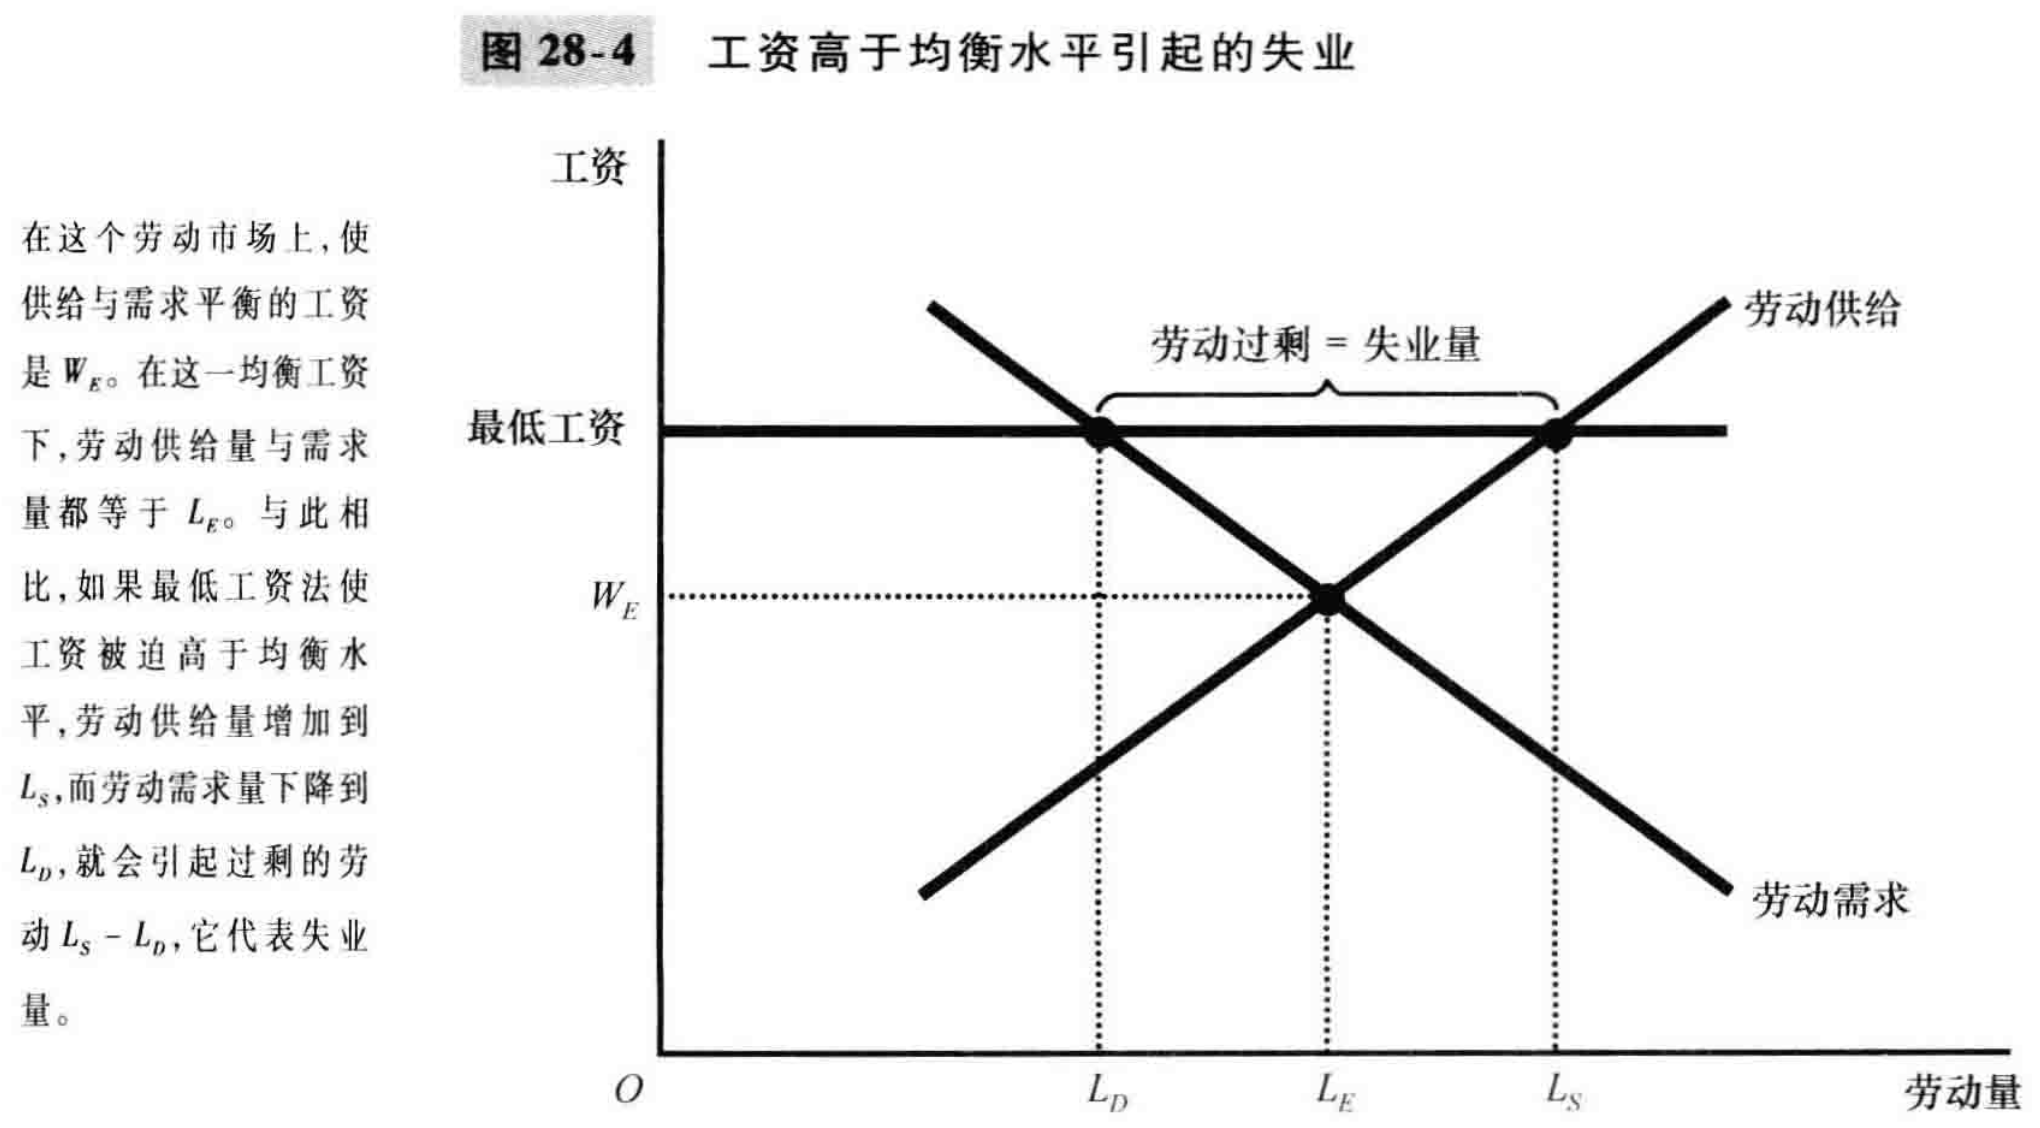 图 28-4 工资高于均衡水平引起的失业
在这个劳动市场上,使
供给与需求平衡的工资
是 W_E。在这一均衡工资
下,劳动供给量与需求
量都等于 L_E。与此相
比,如果最低工资法使
工资被迫高于均衡水
平,劳动供给量增加到
L_S,而劳动需求量下降到
L_D,就会引起过剩的劳
动 L_S - L_D,它代表失业
量。
工资
劳动供给
劳动过剩 = 失业量
最低工资
W_E
劳动需求
O
L_D
L_E
L_S
劳动量